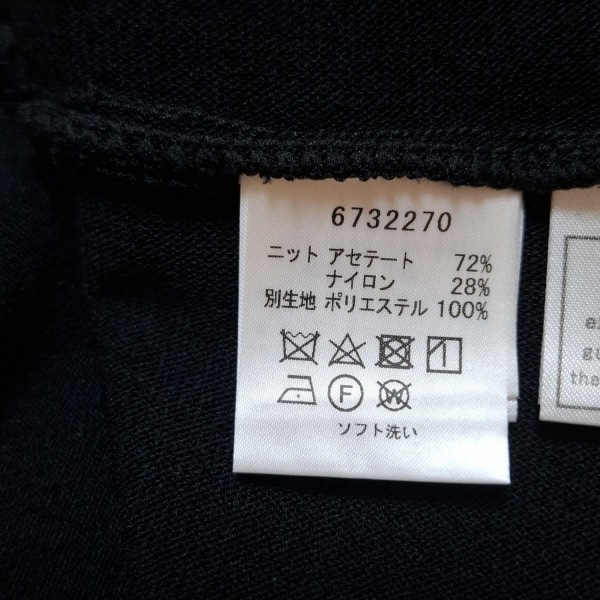 6732270
ニット アセテート 72%
ナイロン 28%
別生地 ポリエステル 100%
F
W
ソフト洗い
the